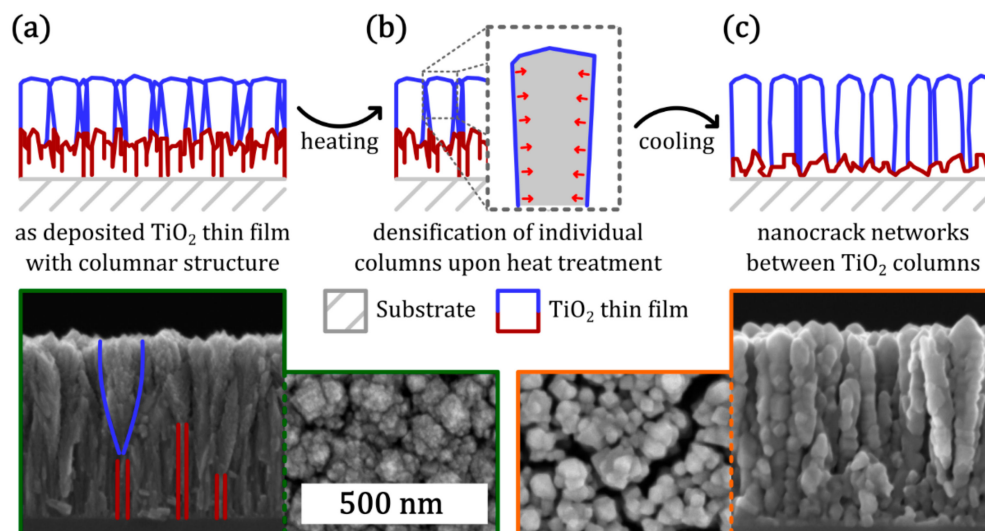 (a)
(b)
(c)
heating
cooling
as deposited TiO₂ thin film
with columnar structure
densification of individual
columns upon heat treatment
nanocrack networks
between TiO₂ columns
Substrate
TiO₂ thin film
500 nm